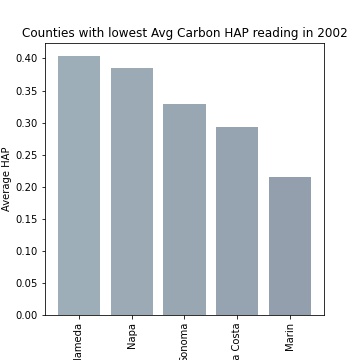 Counties with lowest Avg Carbon HAP reading in 2002
Average HAP
0.40
0.35
0.30
0.25
0.20
0.15
0.10
0.05
0.00
lameda
Napa
onoma
a Costa
Marin